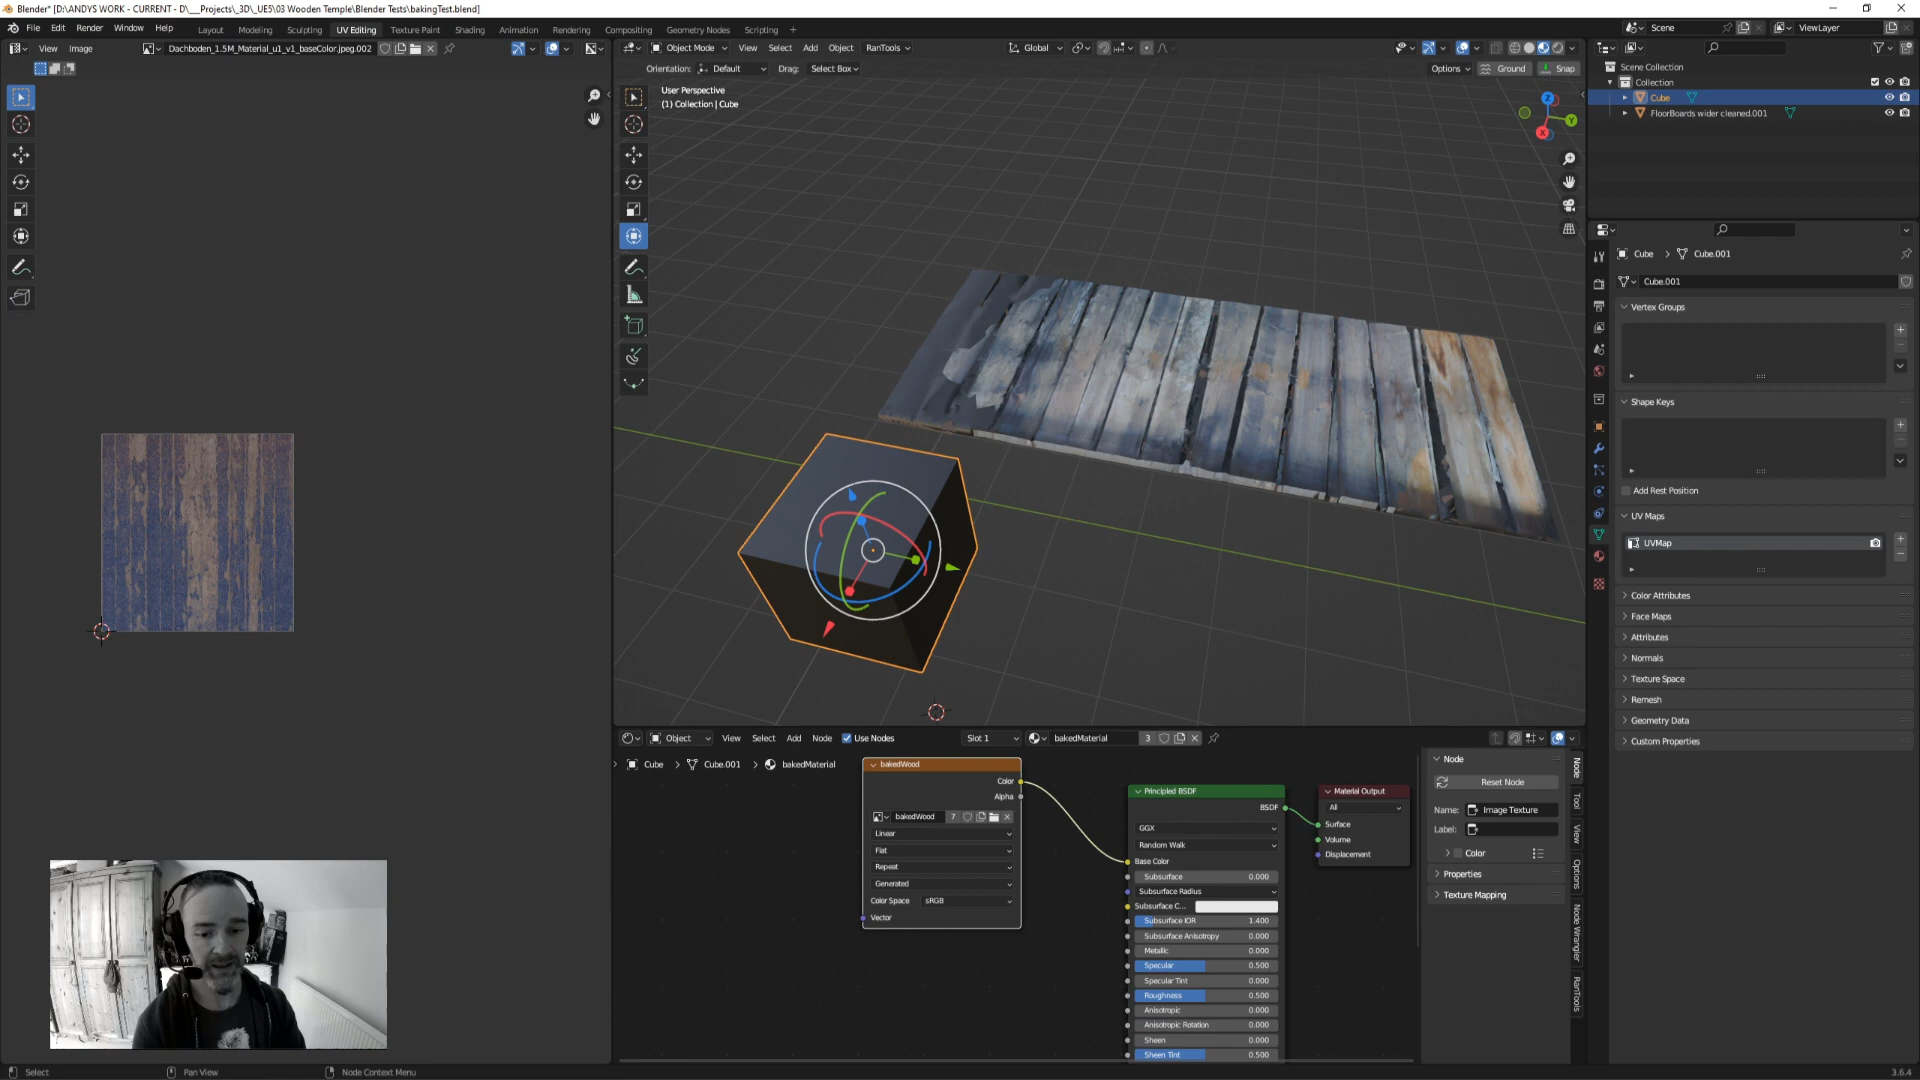 Blender* [D:\ANDYS WORK - CURRENT - D\___Projects\_3D\_UE5\03 Wooden Temple\Blender Tests\bakingTest.blend]
File Edit Render Window Help Layout Modeling Sculpting UV Editing Texture Paint Shading Animation Rendering Compositing Geometry Nodes Scripting + Scene ViewLayer
View Image Dachboden_1.5M_Material_u1_v1_baseColor.jpeg.002 Object Mode View Select Add Object RanTools Global
Orientation: Default Drag: Select Box Options Ground Snap
User Perspective
(1) Collection | Cube
Z
Y
X
Scene Collection
Collection
Cube
FloorBoards wider cleaned.001
Cube > Cube.001
Cube.001
Vertex Groups
Shape Keys
Add Rest Position
UV Maps
UVMap
Color Attributes
Face Maps
Attributes
Normals
Texture Space
Remesh
Geometry Data
Custom Properties
Object View Select Add Node Use Nodes Slot 1 bakedMaterial 3
Cube > Cube.001 > bakedMaterial
bakedWood
Color
Alpha
bakedWood 7
Linear
Flat
Repeat
Generated
Color Space sRGB
Vector
Principled BSDF
BSDF
GGX
Random Walk
Base Color
Subsurface 0.000
Subsurface Radius
Subsurface C...
Subsurface IOR 1.400
Subsurface Anisotropy 0.000
Metallic 0.000
Specular 0.500
Specular Tint 0.000
Roughness 0.500
Anisotropic 0.000
Anisotropic Rotation 0.000
Sheen 0.000
Sheen Tint 0.500
Material Output
All
Surface
Volume
Displacement
Node
Reset Node
Name: Image Texture
Label:
Color
Properties
Texture Mapping
Node
Tool
View
Options
Node Wrangler
RanTools
Select Pan View Node Context Menu 3.6.4